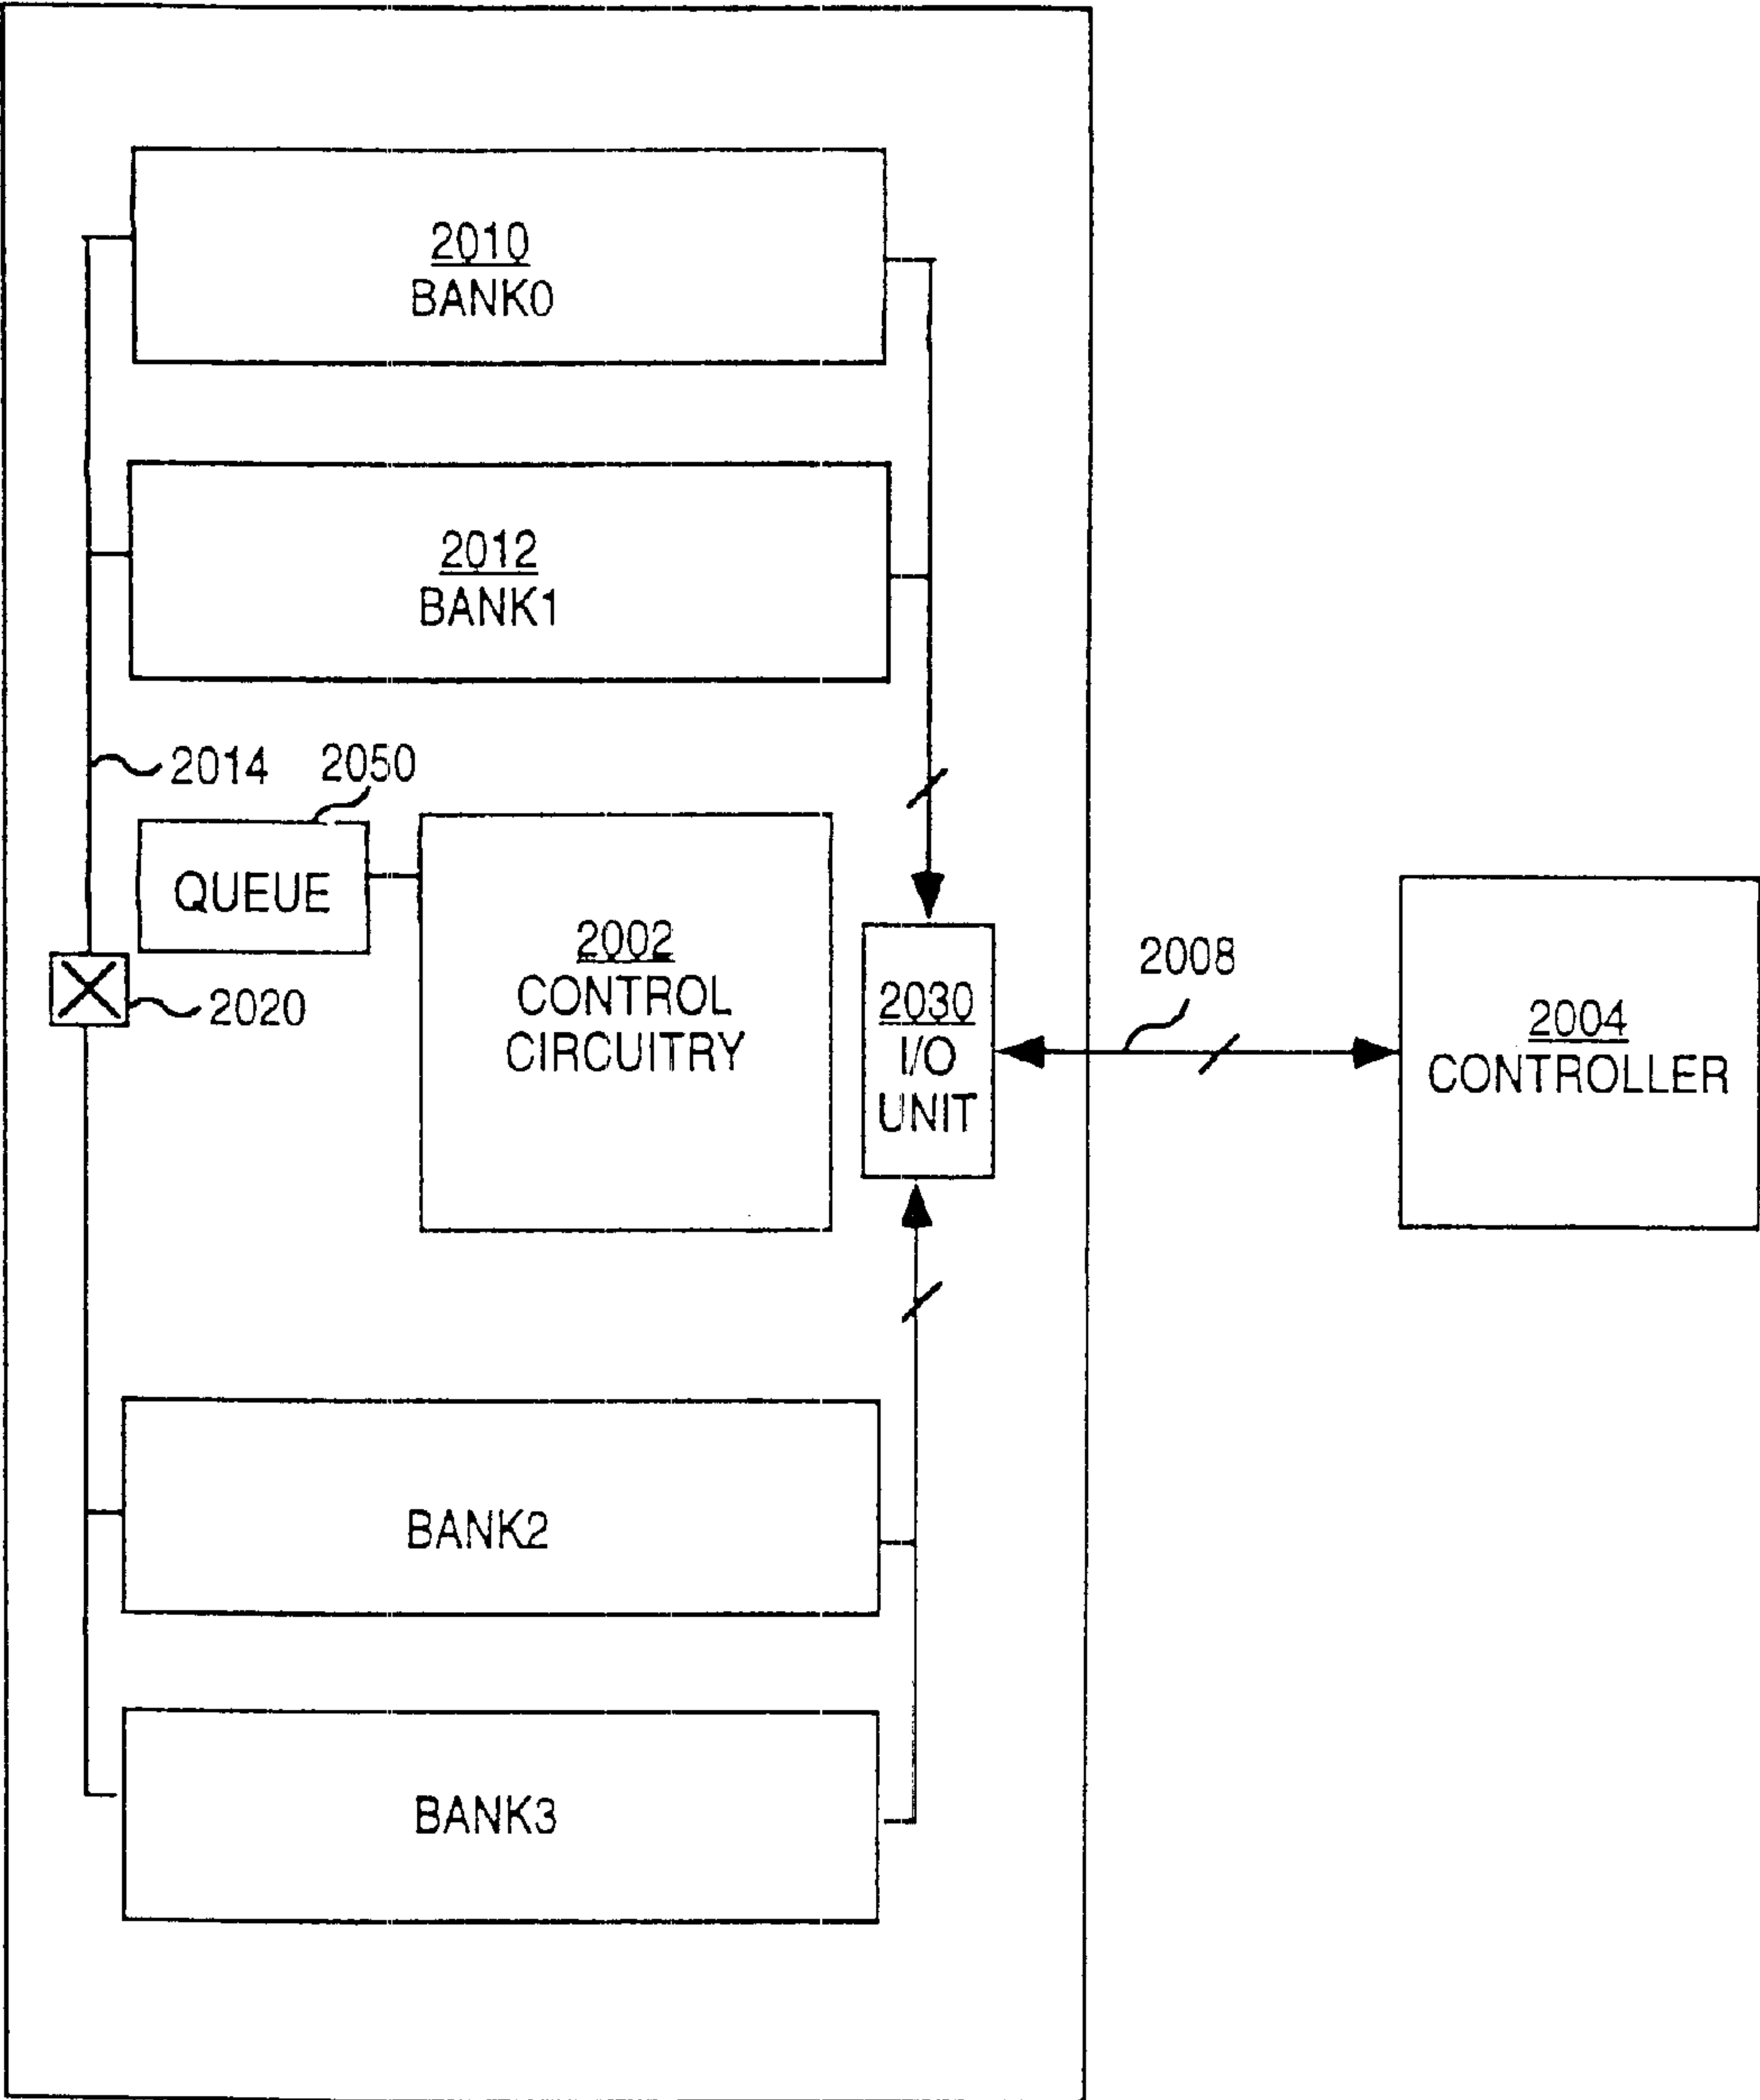 2010
BANK0
2012
BANK1
2014
2050
QUEUE
2002
CONTROL
CIRCUITRY
2020
2030
I/O
UNIT
2008
2004
CONTROLLER
BANK2
BANK3